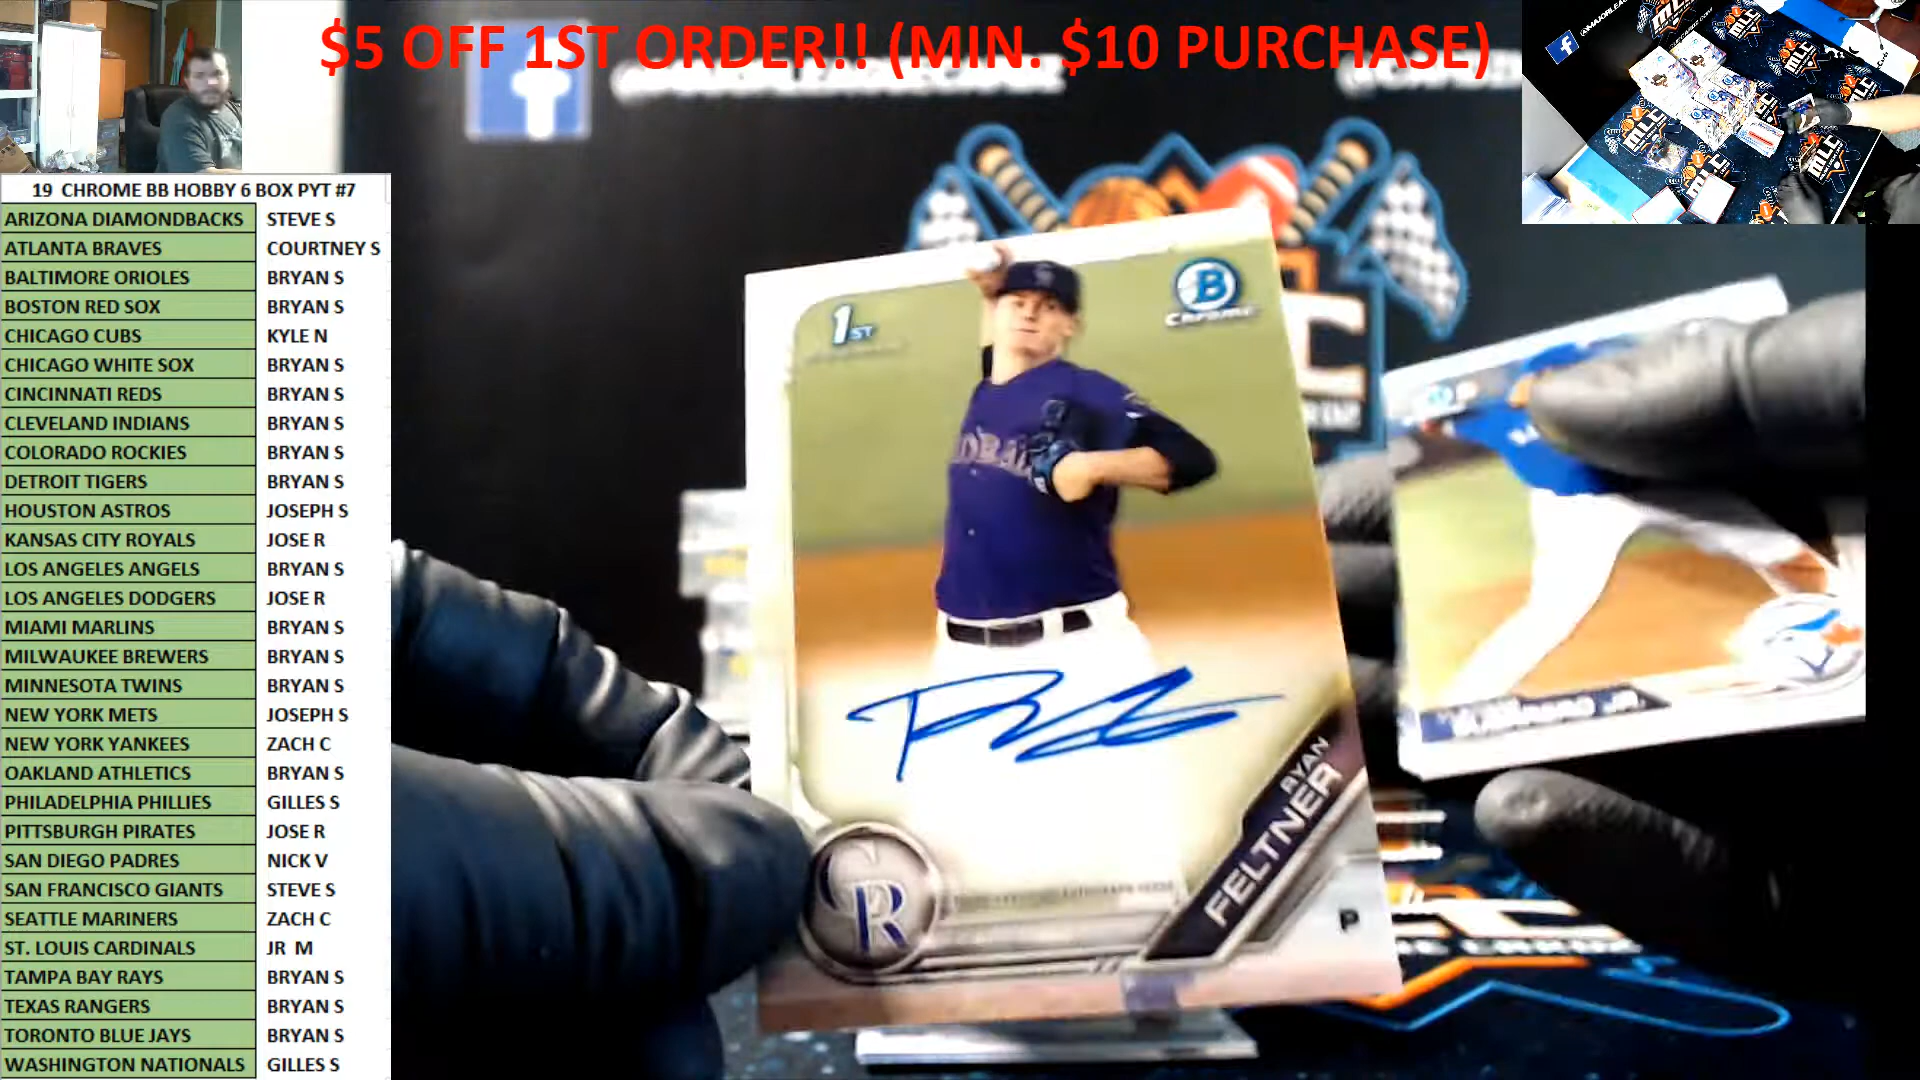 $5 OFF 1ST ORDER!! (MIN. $10 PURCHASE)
19 CHROME BB HOBBY 6 BOX PYT #7
ARIZONA DIAMONDBACKS STEVE S
ATLANTA BRAVES COURTNEY S
BALTIMORE ORIOLES BRYAN S
BOSTON RED SOX BRYAN S
CHICAGO CUBS KYLE N
CHICAGO WHITE SOX BRYAN S
CINCINNATI REDS BRYAN S
CLEVELAND INDIANS BRYAN S
COLORADO ROCKIES BRYAN S
DETROIT TIGERS BRYAN S
HOUSTON ASTROS JOSEPH S
KANSAS CITY ROYALS JOSE R
LOS ANGELES ANGELS BRYAN S
LOS ANGELES DODGERS JOSE R
MIAMI MARLINS BRYAN S
MILWAUKEE BREWERS BRYAN S
MINNESOTA TWINS BRYAN S
NEW YORK METS JOSEPH S
NEW YORK YANKEES ZACH C
OAKLAND ATHLETICS BRYAN S
PHILADELPHIA PHILLIES GILLES S
PITTSBURGH PIRATES JOSE R
SAN DIEGO PADRES NICK V
SAN FRANCISCO GIANTS STEVE S
SEATTLE MARINERS ZACH C
ST. LOUIS CARDINALS JR M
TAMPA BAY RAYS BRYAN S
TEXAS RANGERS BRYAN S
TORONTO BLUE JAYS BRYAN S
WASHINGTON NATIONALS GILLES S
1ST
B
Chrome
CR
RYAN
FELTNER
P
JR.
MLC